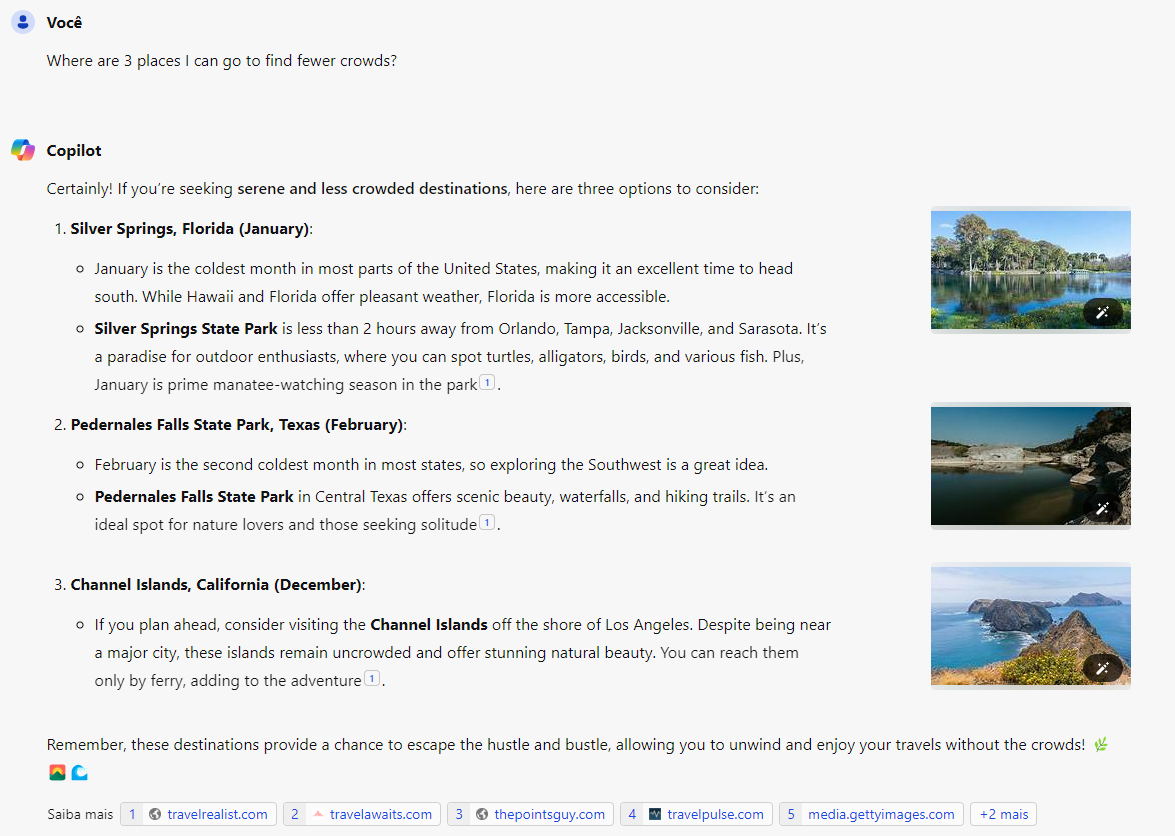 Você
Where are 3 places I can go to find fewer crowds?
Copilot
Certainly! If you’re seeking serene and less crowded destinations, here are three options to consider:
1. Silver Springs, Florida (January):
January is the coldest month in most parts of the United States, making it an excellent time to head
south. While Hawaii and Florida offer pleasant weather, Florida is more accessible.
Silver Springs State Park is less than 2 hours away from Orlando, Tampa, Jacksonville, and Sarasota. It’s
a paradise for outdoor enthusiasts, where you can spot turtles, alligators, birds, and various fish. Plus,
January is prime manatee-watching season in the park 1 .
2. Pedernales Falls State Park, Texas (February):
February is the second coldest month in most states, so exploring the Southwest is a great idea.
Pedernales Falls State Park in Central Texas offers scenic beauty, waterfalls, and hiking trails. It’s an
ideal spot for nature lovers and those seeking solitude 1 .
3. Channel Islands, California (December):
If you plan ahead, consider visiting the Channel Islands off the shore of Los Angeles. Despite being near
a major city, these islands remain uncrowded and offer stunning natural beauty. You can reach them
only by ferry, adding to the adventure 1 .
Remember, these destinations provide a chance to escape the hustle and bustle, allowing you to unwind and enjoy your travels without the crowds! 🌿
🌄🌊
Saiba mais 1 travelrealist.com 2 travelawaits.com 3 thepointsguy.com 4 travelpulse.com 5 media.gettyimages.com +2 mais